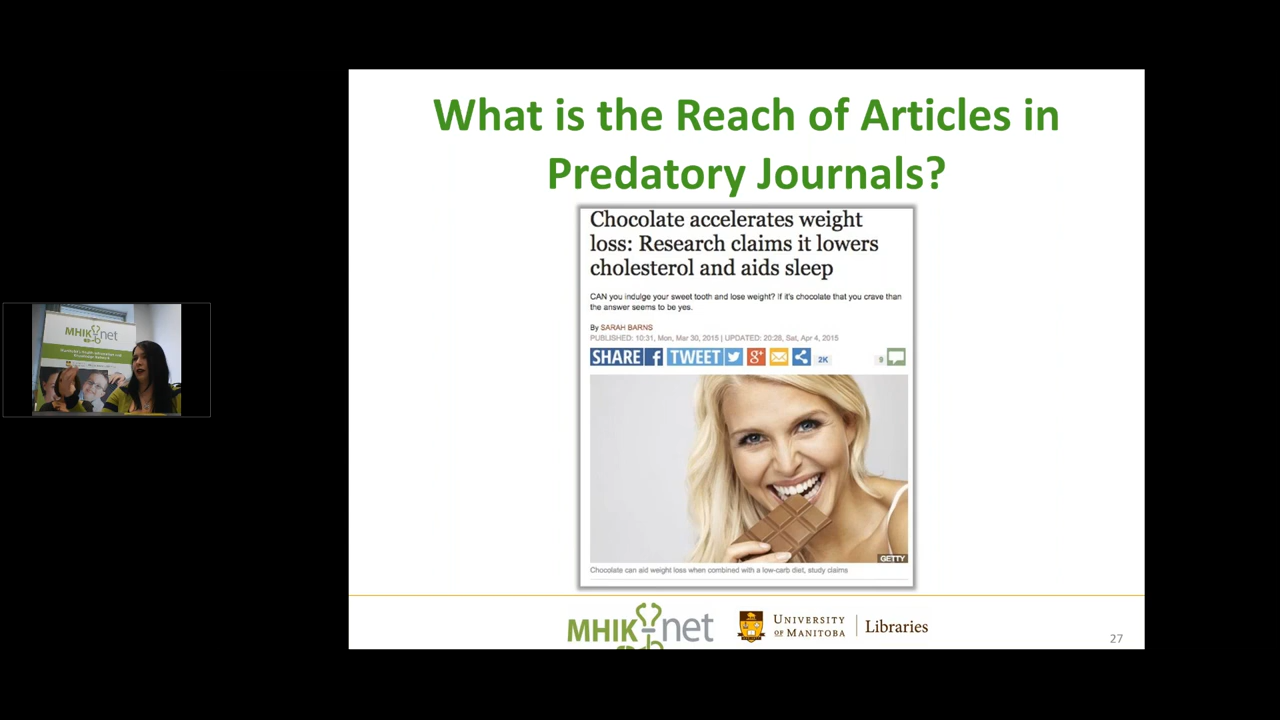 What is the Reach of Articles in
Predatory Journals?
Chocolate accelerates weight
loss: Research claims it lowers
cholesterol and aids sleep
CAN you indulge your sweet tooth and lose weight? If it's chocolate that you crave than
the answer seems to be yes.
By SARAH BARNS
PUBLISHED: 10:31, Mon, Mar 30, 2015 | UPDATED: 20:28, Sat, Apr 4, 2015
SHARE f TWEET g+ 2K 9
GETTY
Chocolate can aid weight loss when combined with a low-carb diet, study claims
MHIKnet
UNIVERSITY
OF MANITOBA
Libraries
27
MHIKnet